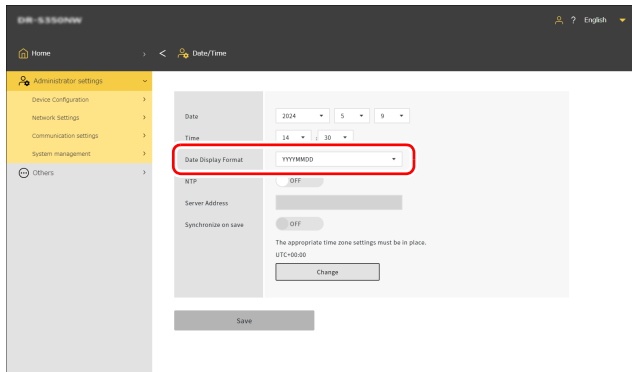 DR-S350NW
? English
Home
Date/Time
Administrator settings
Device Configuration
Network Settings
Communication settings
System management
Others
Date 2024 5 9
Time 14 : 30
Date Display Format YYYYMMDD
NTP OFF
Server Address
Synchronize on save OFF
The appropriate time zone settings must be in place.
UTC+00:00
Change
Save